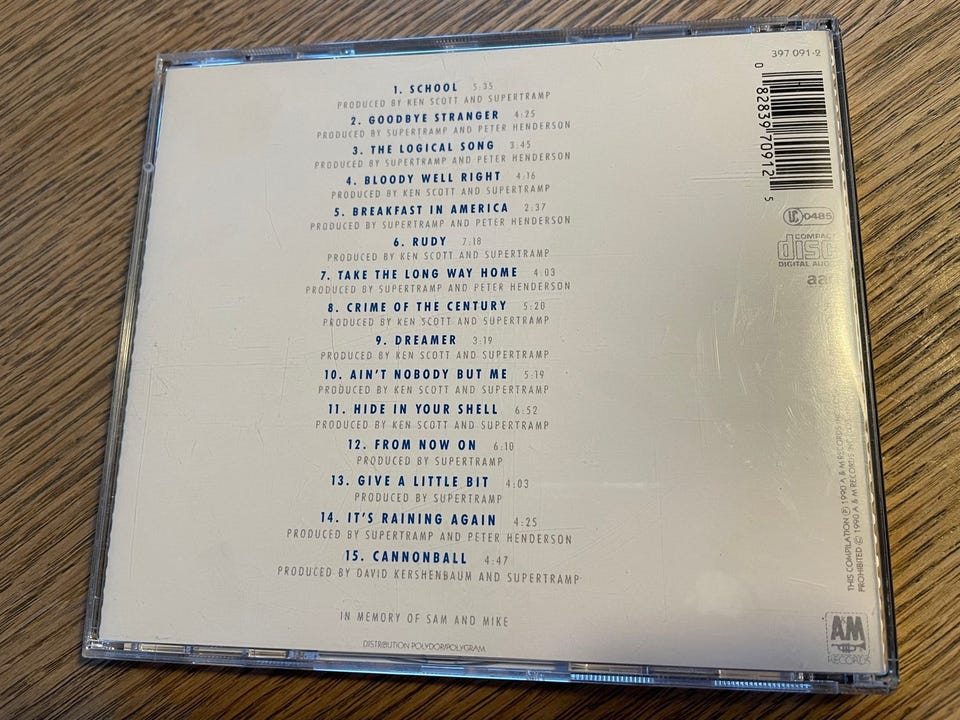 1. SCHOOL 5:35
PRODUCED BY KEN SCOTT AND SUPERTRAMP
2. GOODBYE STRANGER 4:25
PRODUCED BY SUPERTRAMP AND PETER HENDERSON
3. THE LOGICAL SONG 3:45
PRODUCED BY SUPERTRAMP AND PETER HENDERSON
4. BLOODY WELL RIGHT 4:16
PRODUCED BY KEN SCOTT AND SUPERTRAMP
5. BREAKFAST IN AMERICA 2:37
PRODUCED BY SUPERTRAMP AND PETER HENDERSON
6. RUDY 7:18
PRODUCED BY KEN SCOTT AND SUPERTRAMP
7. TAKE THE LONG WAY HOME 4:03
PRODUCED BY SUPERTRAMP AND PETER HENDERSON
8. CRIME OF THE CENTURY 5:20
PRODUCED BY KEN SCOTT AND SUPERTRAMP
9. DREAMER 3:19
PRODUCED BY KEN SCOTT AND SUPERTRAMP
10. AIN'T NOBODY BUT ME 5:19
PRODUCED BY KEN SCOTT AND SUPERTRAMP
11. HIDE IN YOUR SHELL 6:52
PRODUCED BY KEN SCOTT AND SUPERTRAMP
12. FROM NOW ON 6:10
PRODUCED BY SUPERTRAMP
13. GIVE A LITTLE BIT 4:03
PRODUCED BY SUPERTRAMP
14. IT'S RAINING AGAIN 4:25
PRODUCED BY SUPERTRAMP AND PETER HENDERSON
15. CANNONBALL 4:47
PRODUCED BY DAVID KERSHENBAUM AND SUPERTRAMP
IN MEMORY OF SAM AND MIKE
DISTRIBUTION POLYDOR/POLYGRAM
397 091-2
0 82839 70912 5
LC 0485
COMPACT
disc
DIGITAL AUDIO
aad
THIS COMPILATION ℗ 1990 A & M RECORDS
PROHIBITED © 1990 A & M RECORDS
A&M
RECORDS